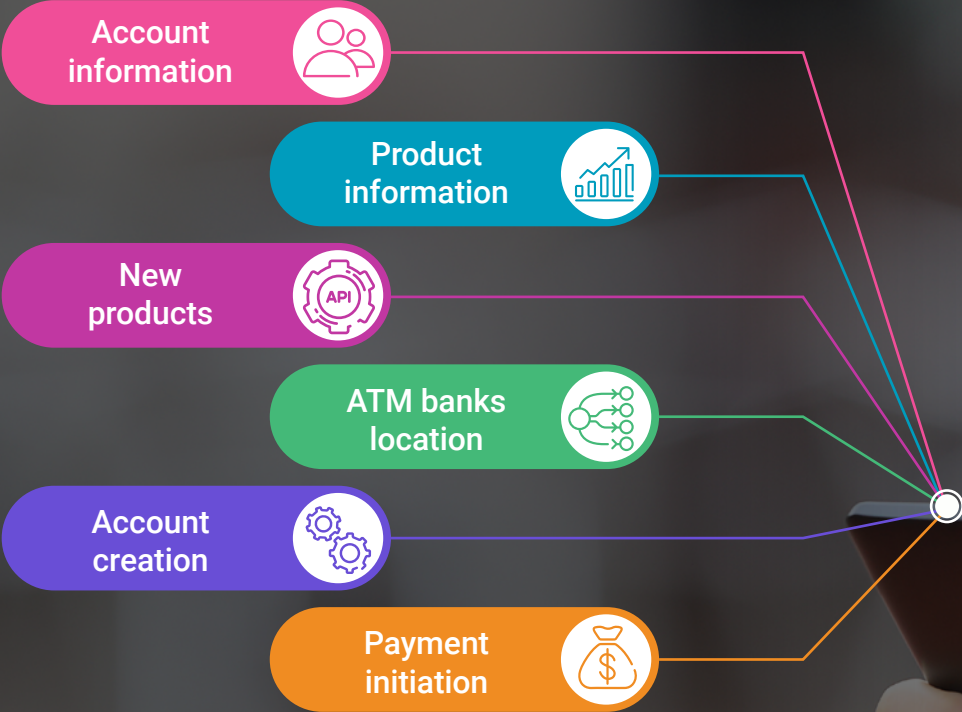 Account
information
Product
information
New
products
API
ATM banks
location
Account
creation
Payment
initiation
$